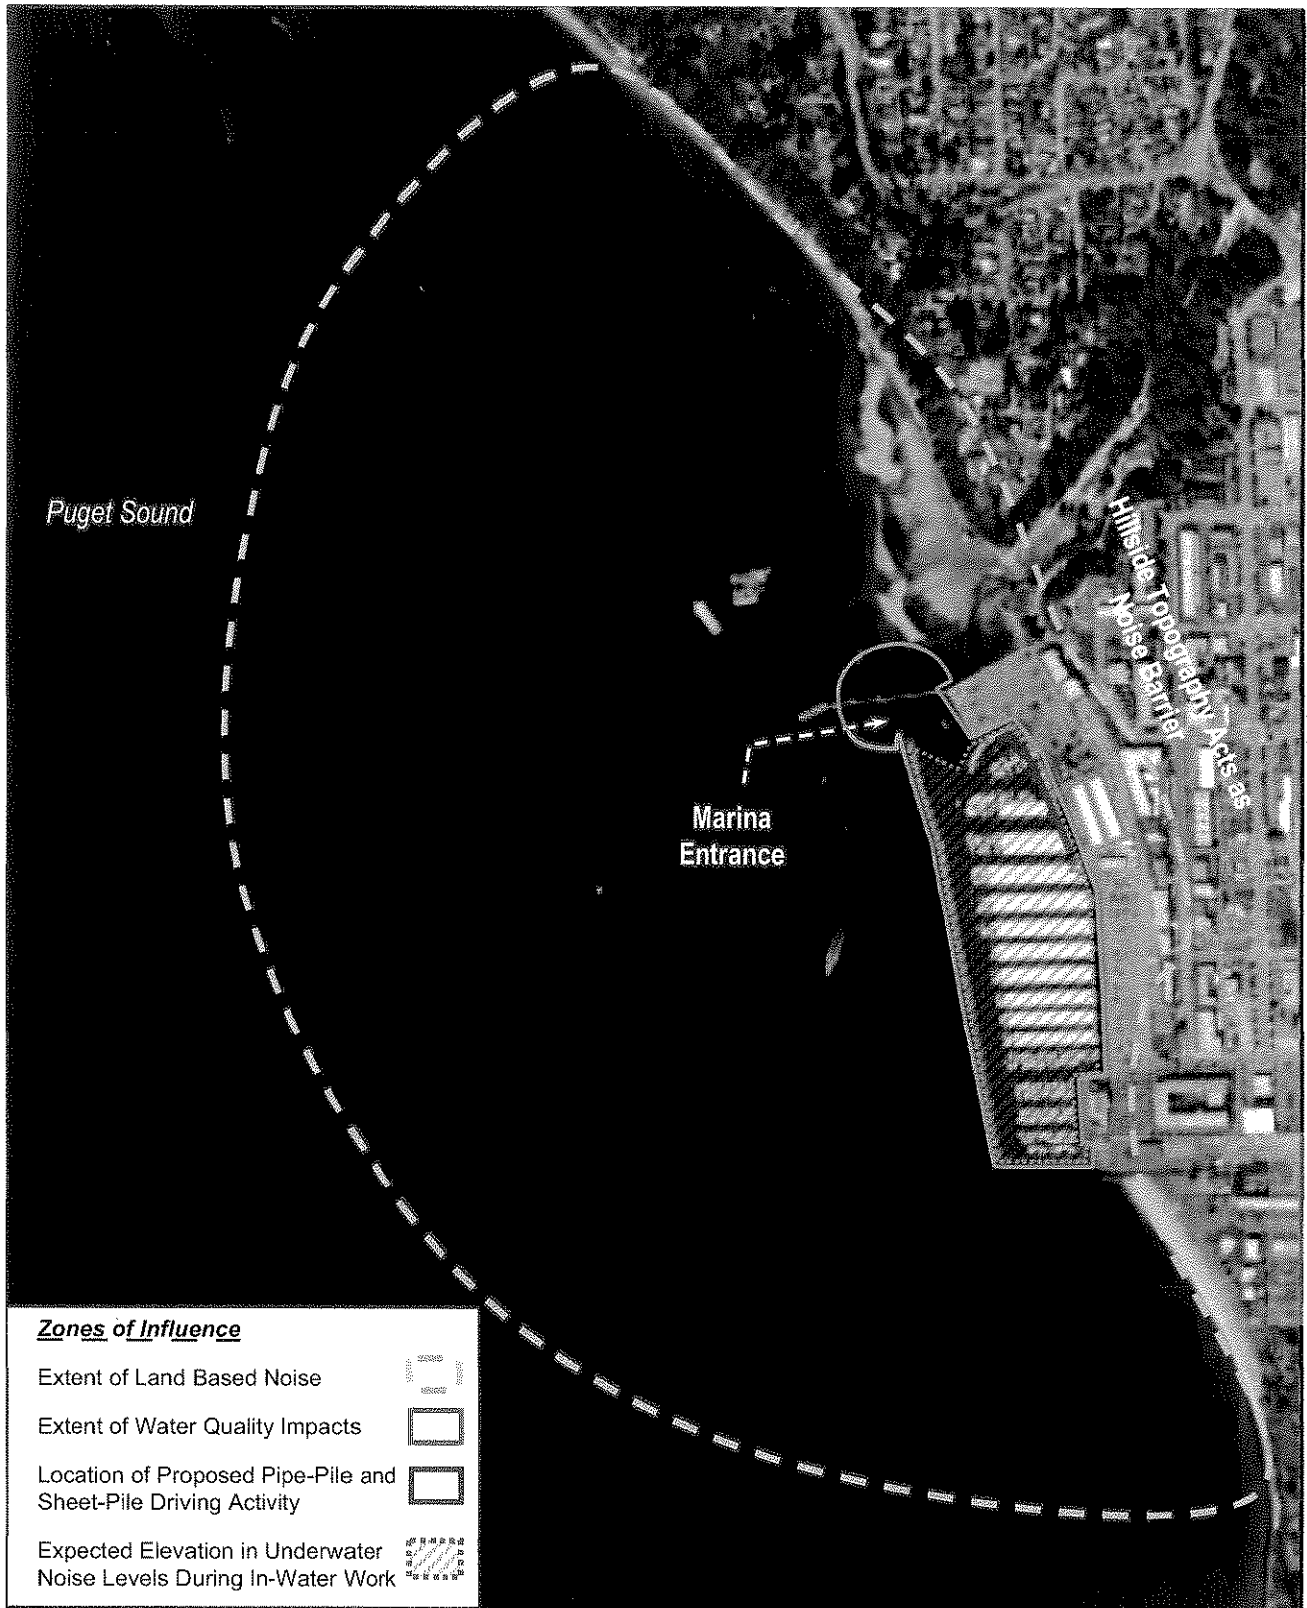 Puget Sound
Hillside Topography Acts as
Noise Barrier
Marina
Entrance
Zones of Influence
Extent of Land Based Noise
Extent of Water Quality Impacts
Location of Proposed Pipe-Pile and
Sheet-Pile Driving Activity
Expected Elevation in Underwater
Noise Levels During In-Water Work